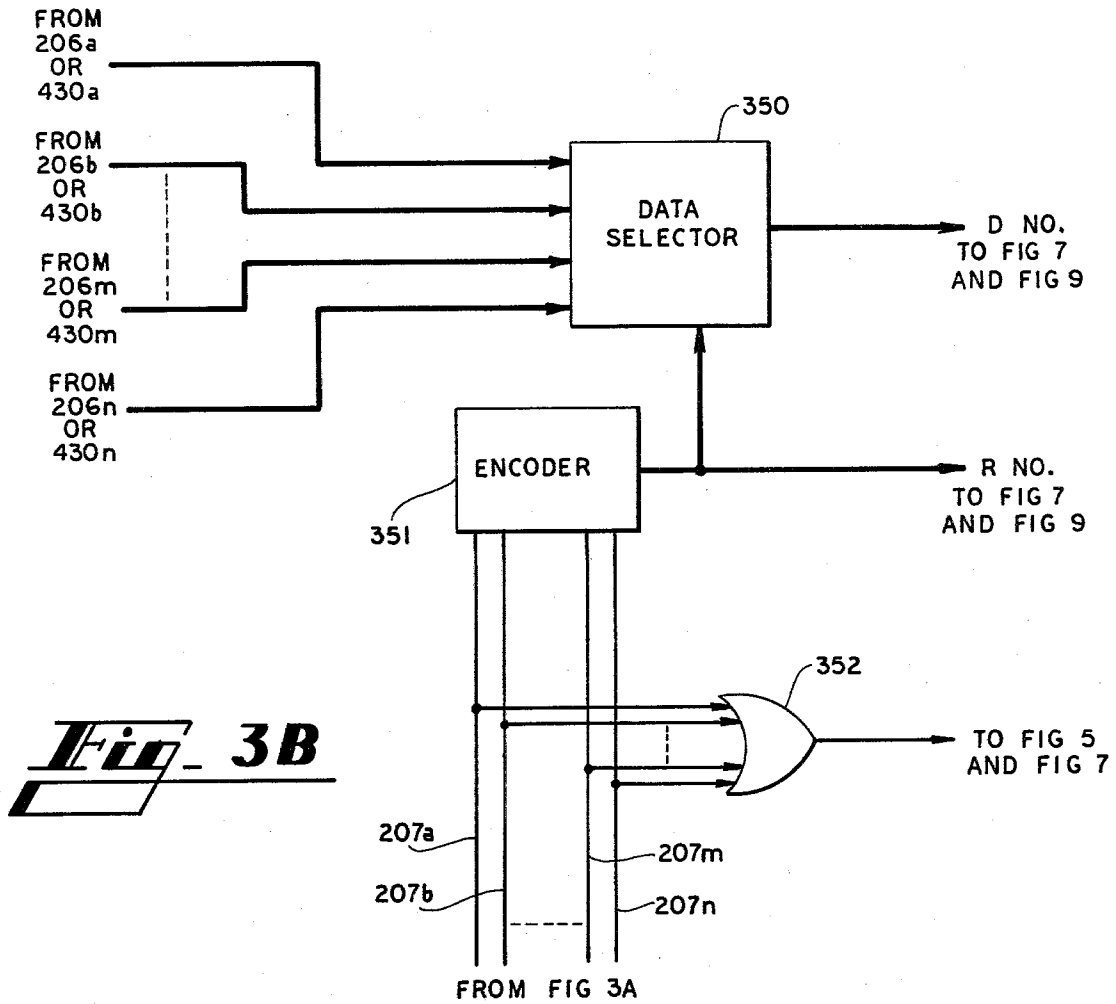 FROM
206a
OR
430a
FROM
206b
OR
430b
FROM
206m
OR
430m
FROM
206n
OR
430n
350
DATA
SELECTOR
D NO.
TO FIG 7
AND FIG 9
ENCODER
351
R NO.
TO FIG 7
AND FIG 9
352
TO FIG 5
AND FIG 7
Fig_ 3B
207a
207b
207m
207n
FROM FIG 3A